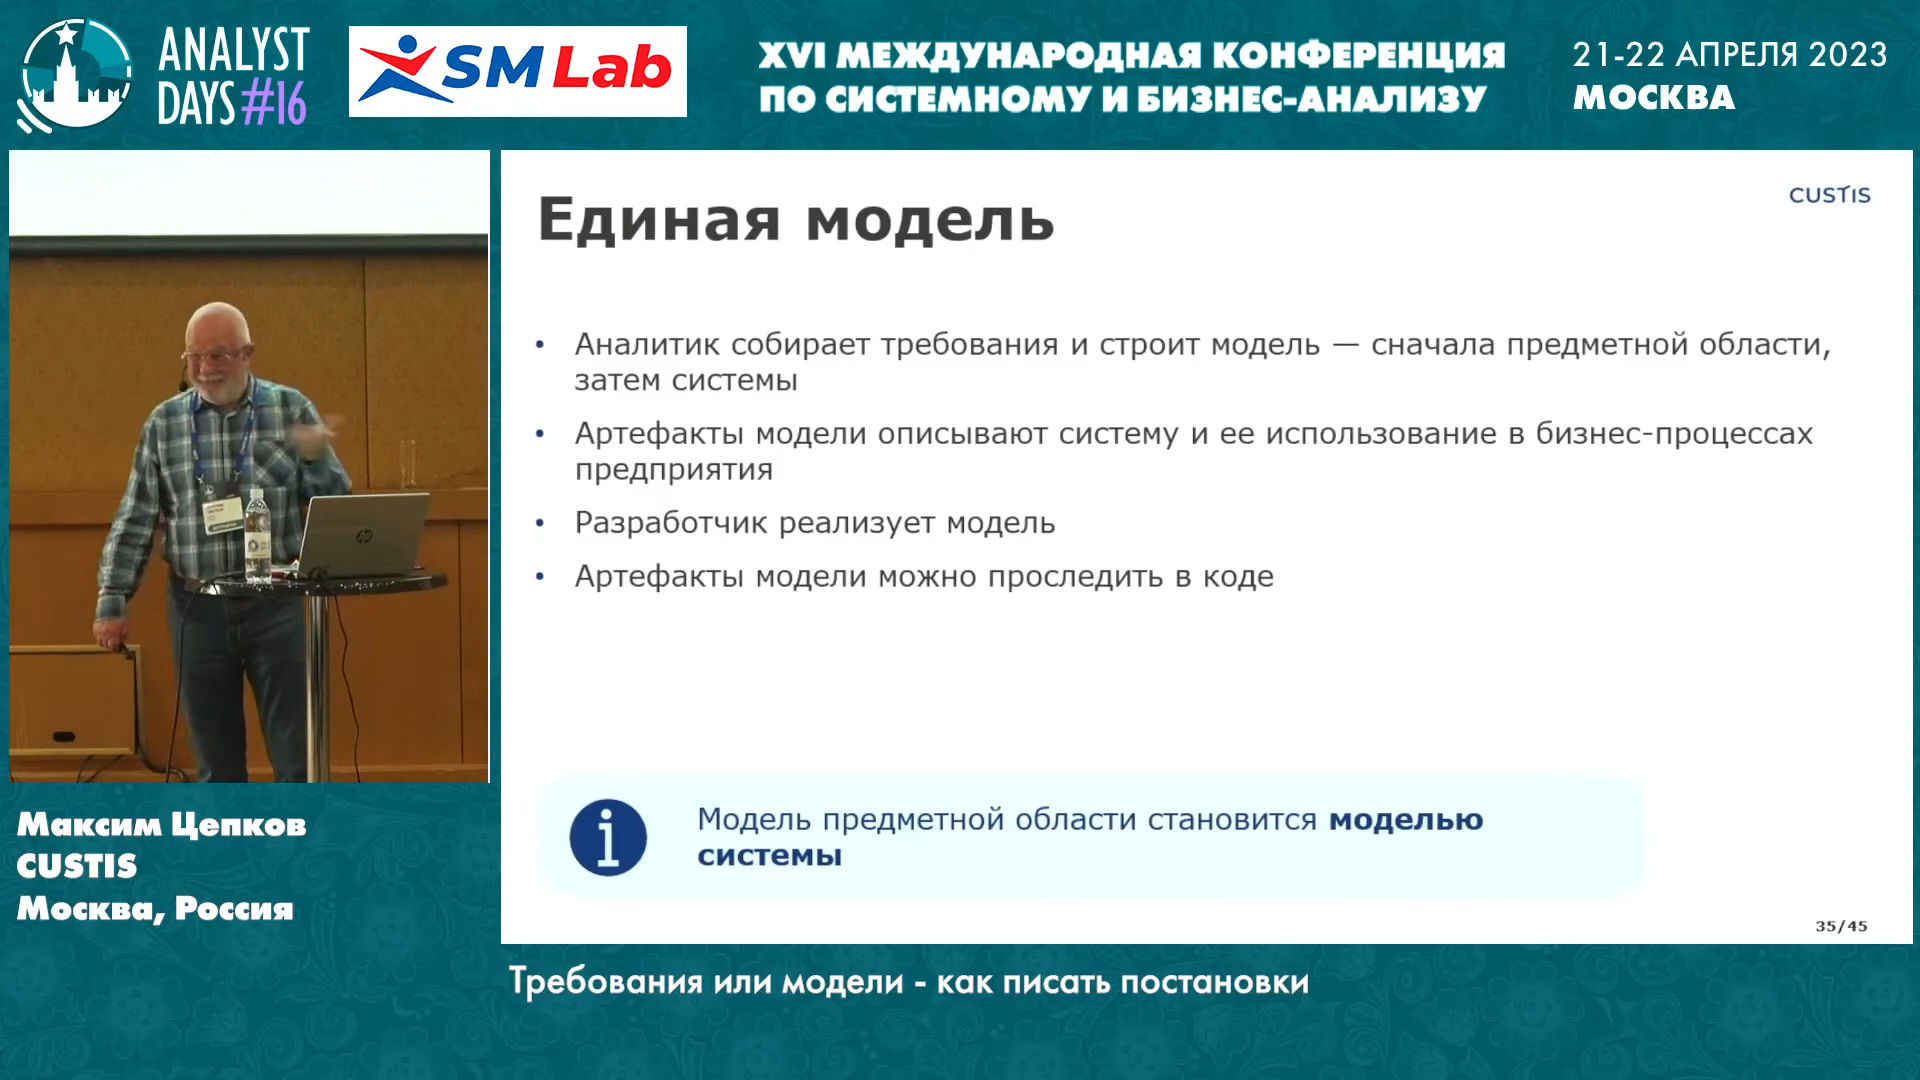 ANALYST
DAYS #16
SM Lab
XVI МЕЖДУНАРОДНАЯ КОНФЕРЕНЦИЯ
ПО СИСТЕМНОМУ И БИЗНЕС-АНАЛИЗУ
21-22 АПРЕЛЯ 2023
МОСКВА
CUSTIS
Единая модель
• Аналитик собирает требования и строит модель — сначала предметной области,
затем системы
• Артефакты модели описывают систему и ее использование в бизнес-процессах
предприятия
• Разработчик реализует модель
• Артефакты модели можно проследить в коде
Модель предметной области становится моделью
системы
35/45
hp
Максим Цепков
CUSTIS
Москва, Россия
Требования или модели - как писать постановки